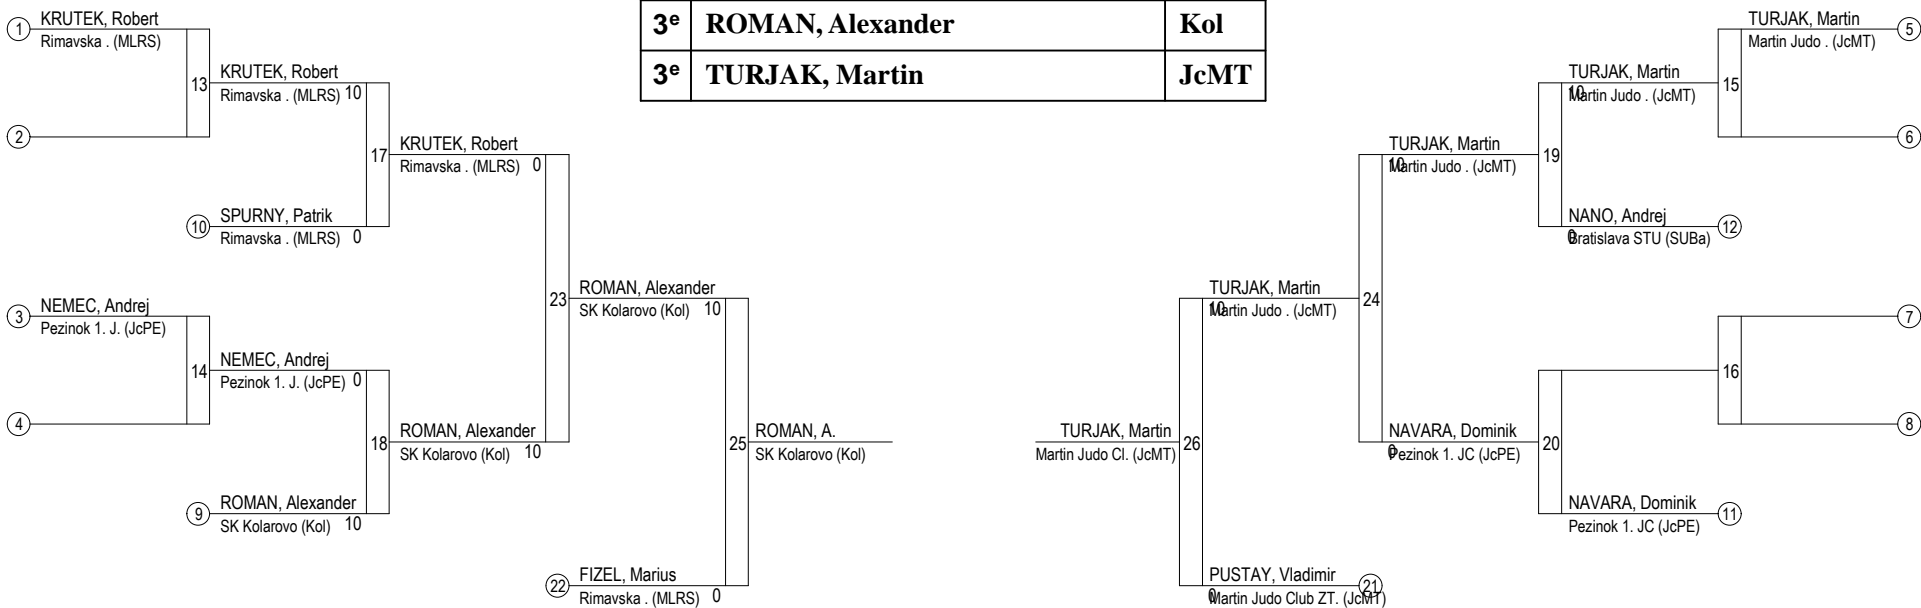 3e ROMAN, Alexander Kol
3e TURJAK, Martin JcMT
1 KRUTEK, Robert
Rimavska . (MLRS)
13
2
KRUTEK, Robert
Rimavska . (MLRS) 10
17
10 SPURNY, Patrik
Rimavska . (MLRS) 0
KRUTEK, Robert
Rimavska . (MLRS) 0
23
3 NEMEC, Andrej
Pezinok 1. J. (JcPE)
14
4
NEMEC, Andrej
Pezinok 1. J. (JcPE) 0
18
9 ROMAN, Alexander
SK Kolarovo (Kol) 10
ROMAN, Alexander
SK Kolarovo (Kol) 10
ROMAN, Alexander
SK Kolarovo (Kol) 10
25
22 FIZEL, Marius
Rimavska . (MLRS) 0
ROMAN, A.
SK Kolarovo (Kol)
TURJAK, Martin 5
Martin Judo . (JcMT)
15
6
TURJAK, Martin
10 Martin Judo . (JcMT)
19
NANO, Andrej 12
0 Bratislava STU (SUBa)
TURJAK, Martin
10 Martin Judo . (JcMT)
24
7
16
8
20
NAVARA, Dominik 11
Pezinok 1. JC (JcPE)
NAVARA, Dominik
0 Pezinok 1. JC (JcPE)
TURJAK, Martin
10 Martin Judo . (JcMT)
26
PUSTAY, Vladimir 21
0 Martin Judo Club ZT. (JcMT)
TURJAK, Martin
Martin Judo Cl. (JcMT)